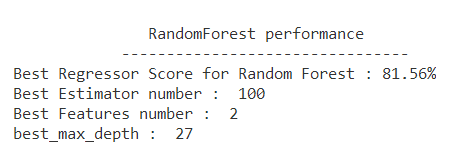 RandomForest performance
-------------------------------
Best Regressor Score for Random Forest : 81.56%
Best Estimator number :  100
Best Features number :  2
best_max_depth :  27